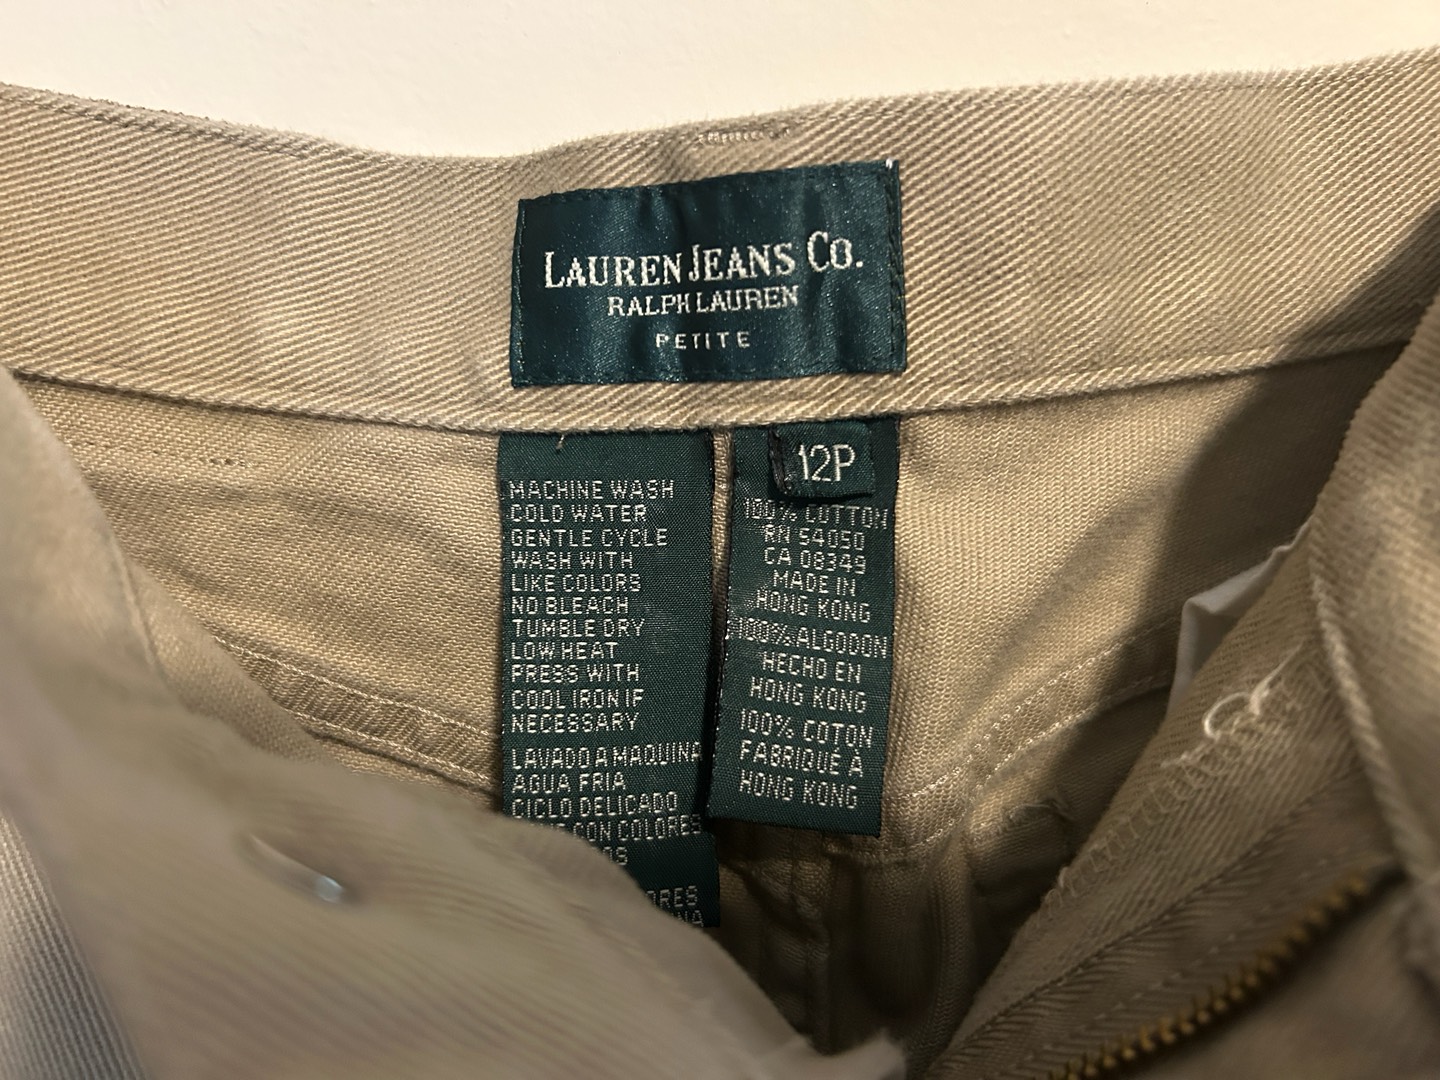 LAUREN JEANS CO.
RALPH LAUREN
PETITE
MACHINE WASH
COLD WATER
GENTLE CYCLE
WASH WITH
LIKE COLORS
NO BLEACH
TUMBLE DRY
LOW HEAT
PRESS WITH
COOL IRON IF
NECESSARY
LAVADO A MAQUINA
AGUA FRIA
CICLO DELICADO
CON COLORES
12P
100% COTTON
RN 54050
CA 08349
MADE IN
HONG KONG
100% ALGODON
HECHO EN
HONG KONG
100% COTON
FABRIQUÉ À
HONG KONG